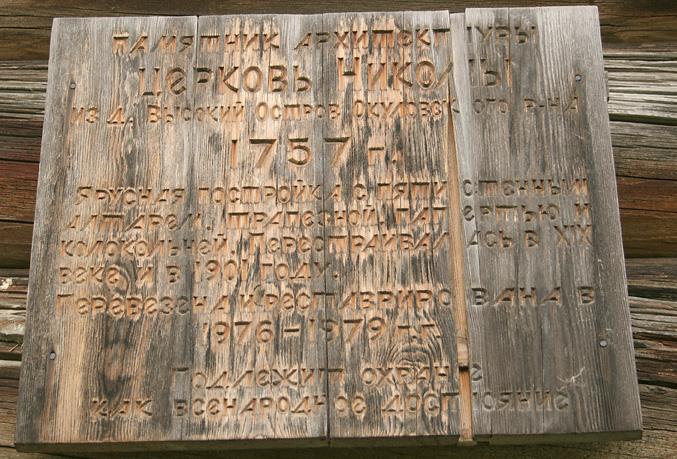 ПАМЯТНИК АРХИТЕКТУРЫ
ЦЕРКОВЬ НИКОЛЫ
ИЗ Д. ВЫСОКИЙ ОСТРОВ ОКУЛОВСКОГО Р-НА
1757 г.
ЯРУСНАЯ ПОСТРОЙКА С ПЯТИСТЕННЫМ
АЛТАРЕМ, ТРАПЕЗНОЙ, ПАПЕРТЬЮ И
КОЛОКОЛЬНЕЙ. ПЕРЕСТРАИВАЛАСЬ В XIX
ВЕКЕ И В 1901 ГОДУ.
ПЕРЕВЕЗЕНА И РЕСТАВРИРОВАНА В
1976-1979 г.г.
ПОДЛЕЖИТ ОХРАНЕ
КАК ВСЕНАРОДНОЕ ДОСТОЯНИЕ